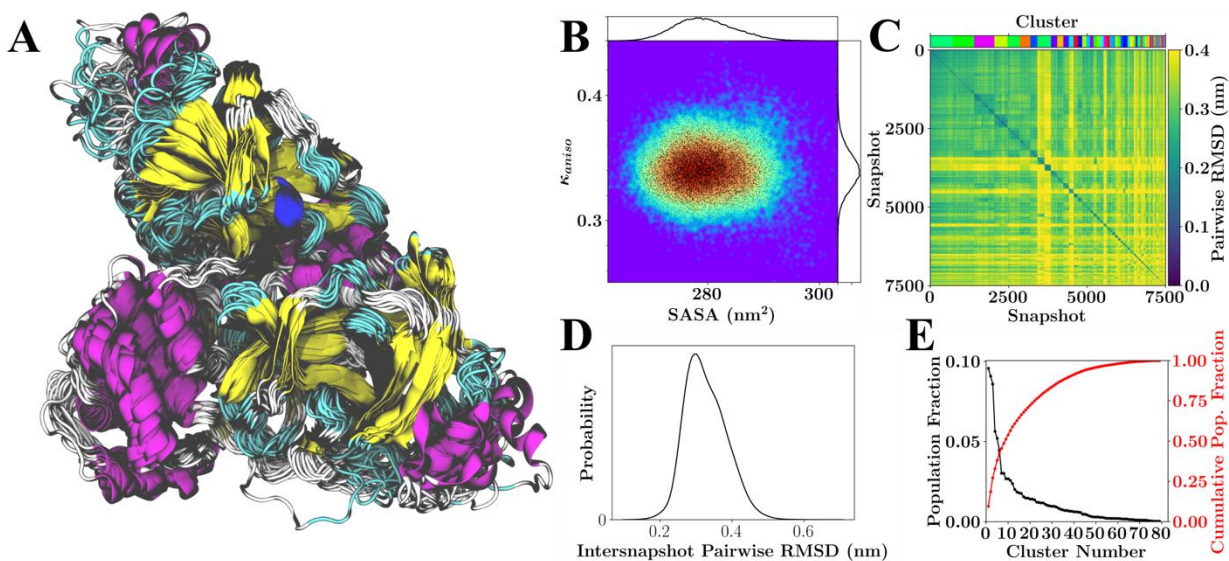 A
B
0.4
0.3
κaniso
280
300
SASA (nm²)
C
Cluster
0
2500
5000
7500
Snapshot
0
2500
5000
7500
Snapshot
0.4
0.3
0.2
0.1
0.0
Pairwise RMSD (nm)
D
Probability
0
0.2
0.4
0.6
Intersnapshot Pairwise RMSD (nm)
E
0.10
0.05
0.00
Population Fraction
0 10 20 30 40 50 60 70 80
Cluster Number
1.00
0.75
0.50
0.25
0.00
Cumulative Pop. Fraction